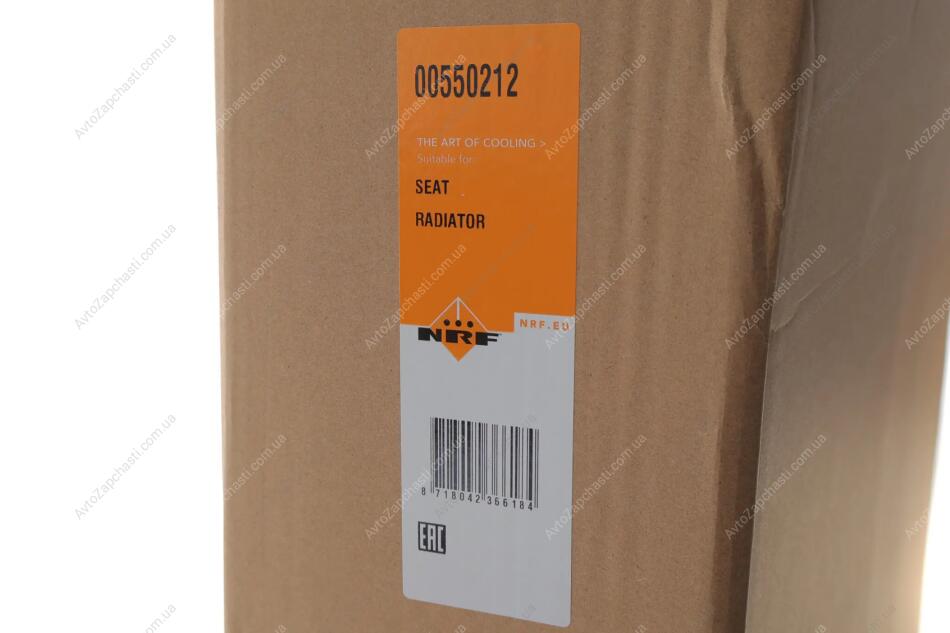 00550212
THE ART OF COOLING >
Suitable for:
SEAT
RADIATOR
NRF.EU
NRF
8 718042 366184
EAC
AvtoZapchasti.com.ua